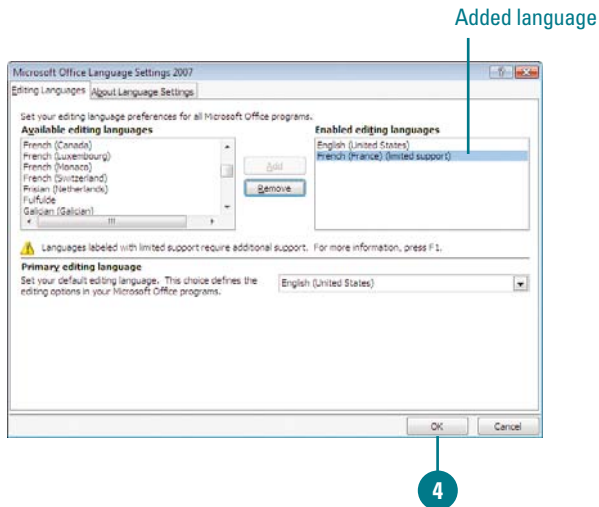 Added language
Microsoft Office Language Settings 2007
Editing Languages
About Language Settings
Set your editing language preferences for all Microsoft Office programs.
Available editing languages
Enabled editing languages
French (Canada)
French (Luxembourg)
French (Monaco)
French (Switzerland)
Frisian (Netherlands)
Fulfulde
Galician (Galician)
Add
Remove
English (United States)
French (France) (limited support)
Languages labeled with limited support require additional support. For more information, press F1.
Primary editing language
Set your default editing language. This choice defines the
editing options in your Microsoft Office programs.
English (United States)
OK
Cancel
4